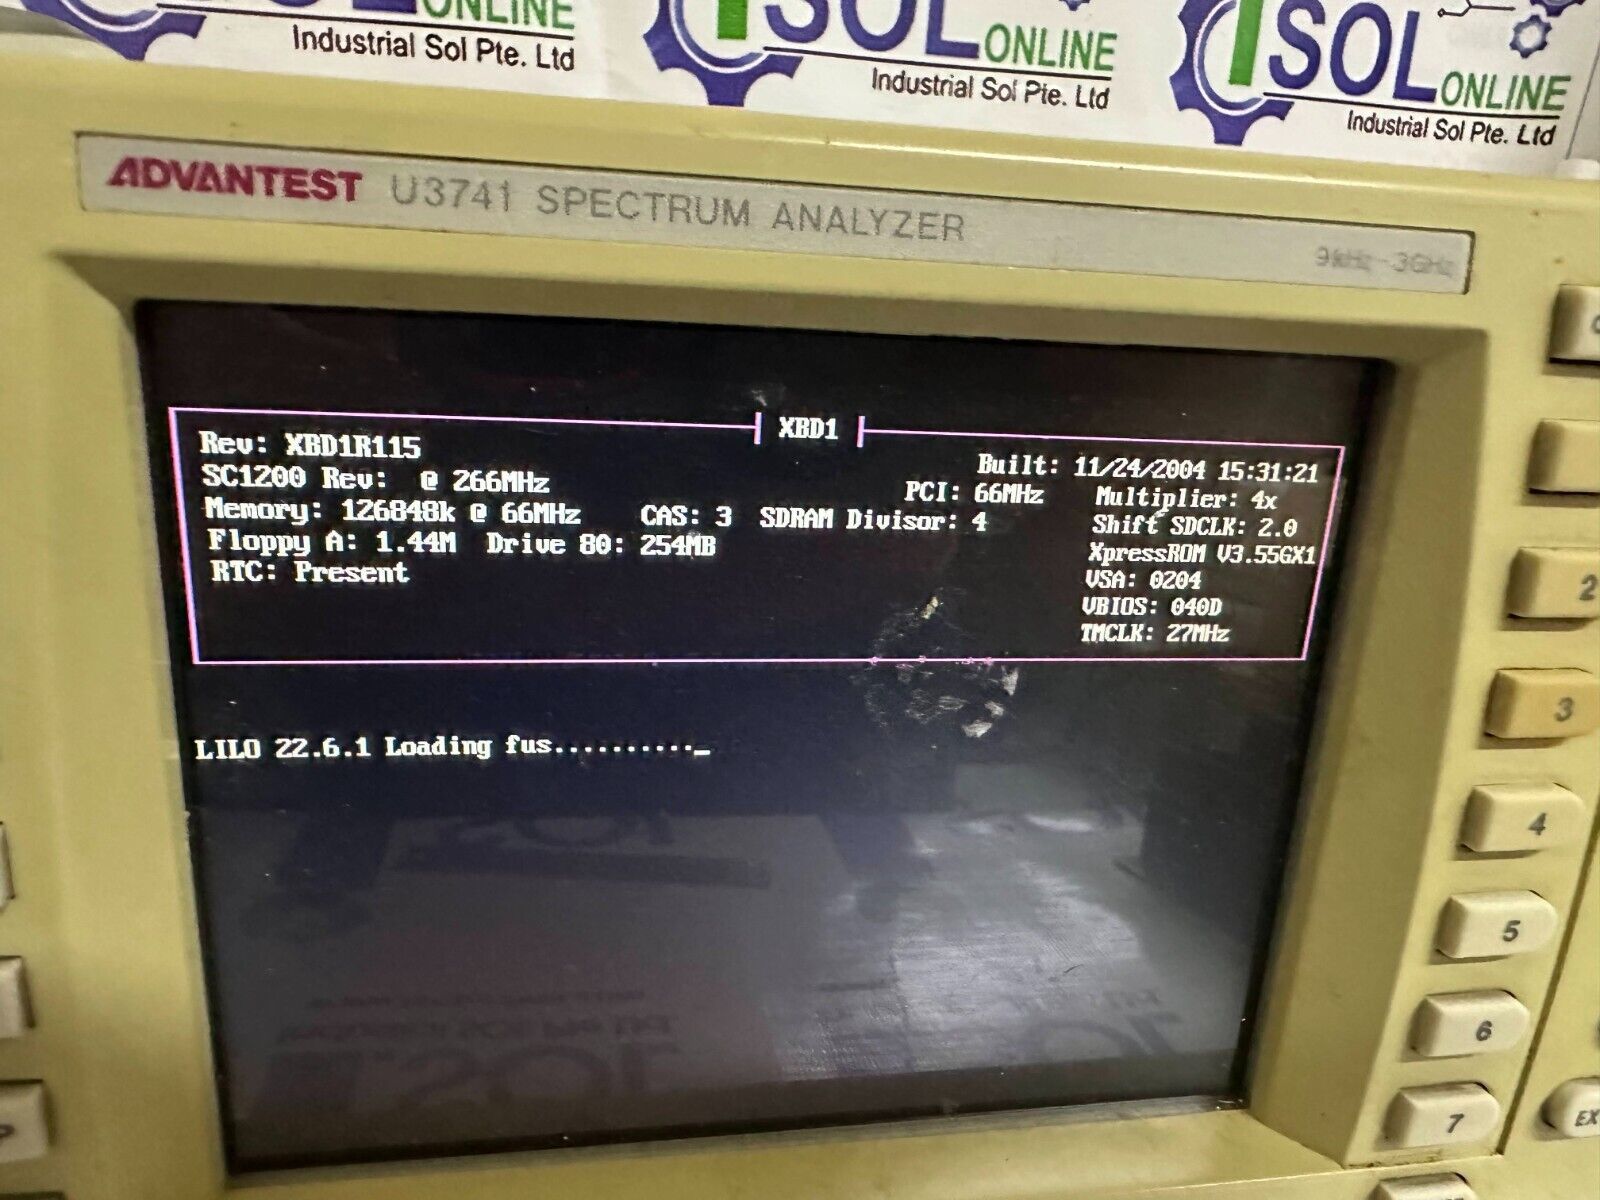 ONLINE
Industrial Sol Pte. Ltd
SOL ONLINE
Industrial Sol Pte. Ltd
ISOL ONLINE
Industrial Sol Pte. Ltd
ADVANTEST U3741 SPECTRUM ANALYZER
9kHz-3GHz
XBD1
Rev: XBD1R115 Built: 11/24/2004 15:31:21
SC1200 Rev: @ 266MHz PCI: 66MHz Multiplier: 4x
Memory: 126848k @ 66MHz CAS: 3 SDRAM Divisor: 4 Shift SDCLK: 2.0
Floppy A: 1.44M Drive 80: 254MB XpressROM V3.55GX1
RTC: Present VSA: 0204
VBIOS: 040D
TMCLK: 27MHz
LILO 22.6.1 Loading fus.........._
2
3
4
5
6
7
EX